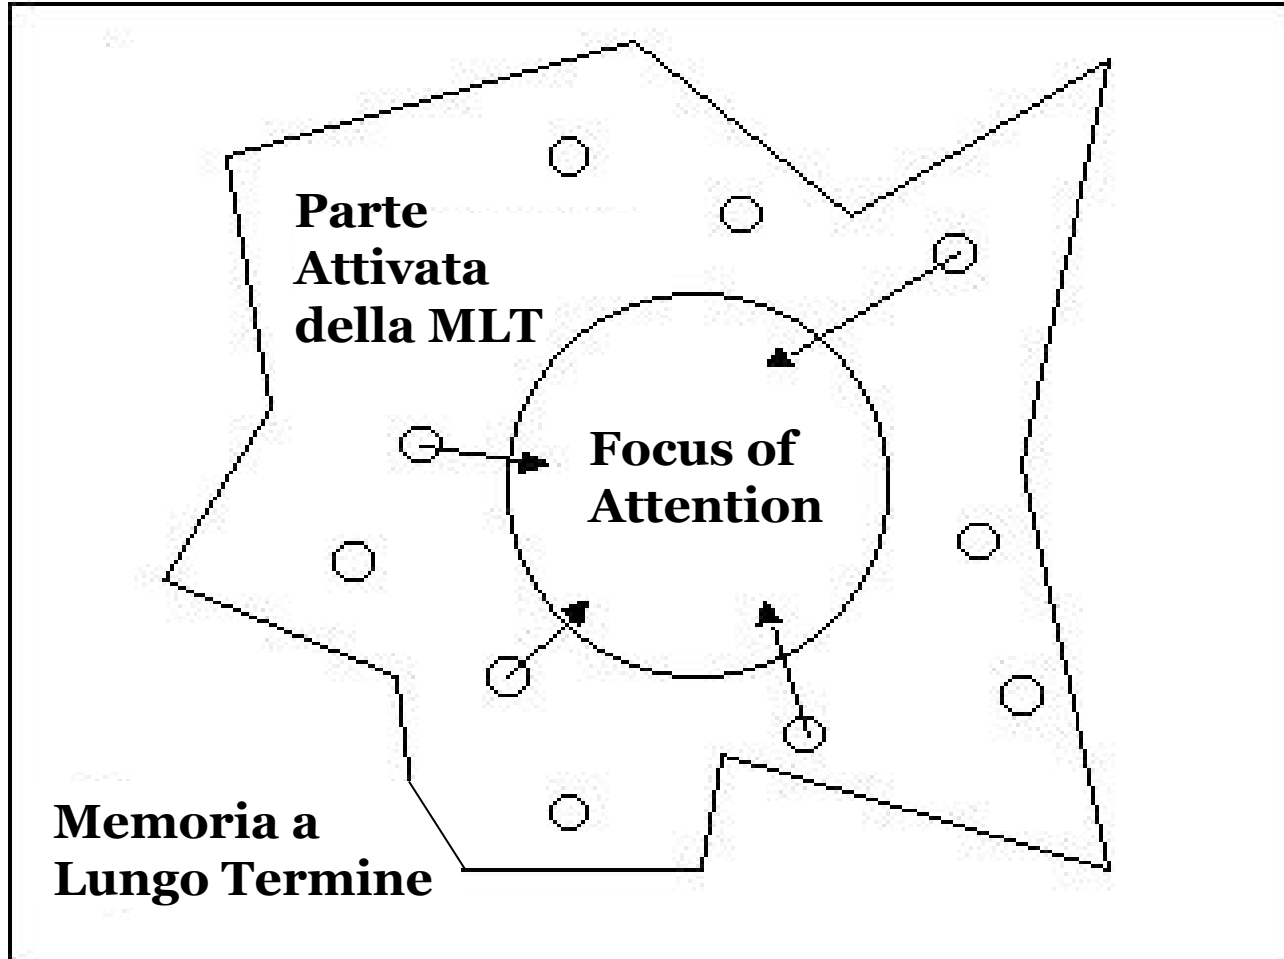 Parte
Attivata
della MLT
Focus of
Attention
Memoria a
Lungo Termine